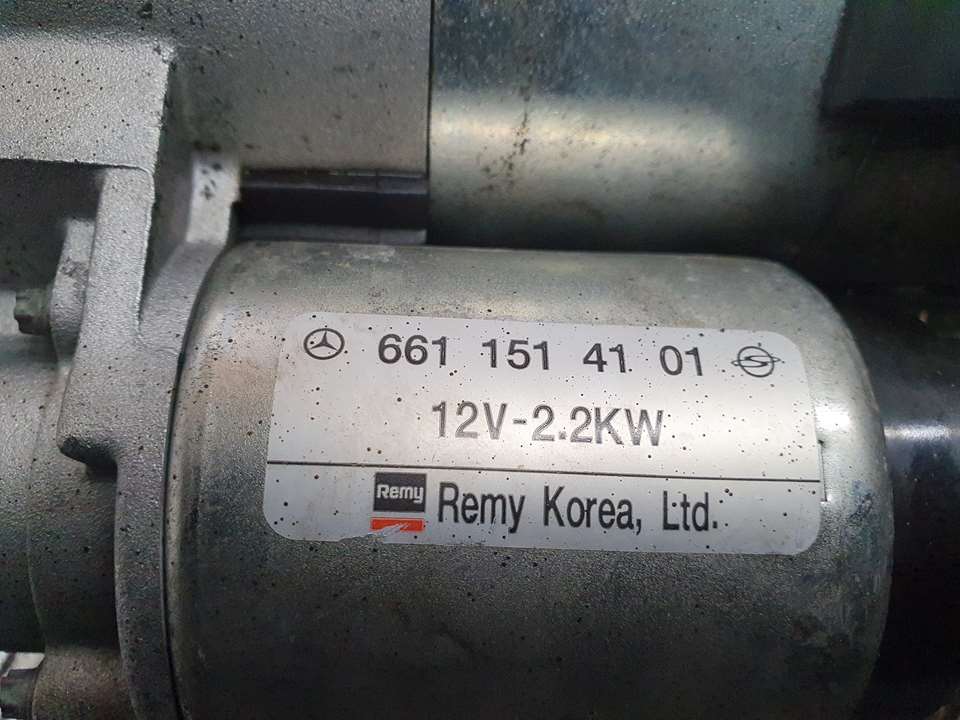 661 151 41 01
12V-2.2KW
Remy Remy Korea, Ltd.